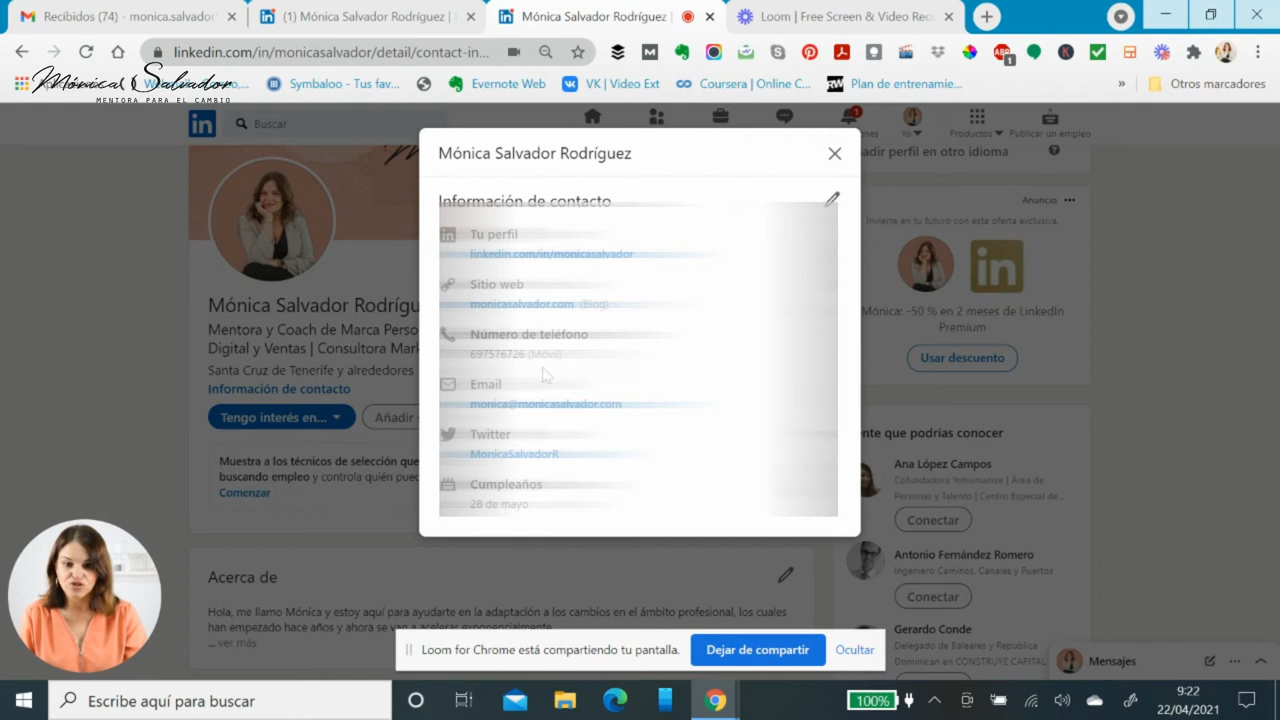 Recibidos (74) - monica.salvador
(1) Mónica Salvador Rodríguez |
Mónica Salvador Rodríguez |
Loom | Free Screen & Video Rec
linkedin.com/in/monicasalvador/detail/contact-in...
ABP
1
Mónica Salvador
MENTORA PARA EL CAMBIO
Symbaloo - Tus fav...
Evernote Web
VK | Video Ext
Coursera | Online C...
RW
Plan de entrenamie...
»
Otros marcadores
in
Buscar
1
nes
Yo
Productos
Publicar un empleo
Mónica Salvador Rodríguez
Información de contacto
Tu perfil
linkedin.com/in/monicasalvador
Sitio web
monicasalvador.com (Blog)
Número de teléfono
697576726 (Móvil)
Email
monica@monicasalvador.com
Twitter
MonicaSalvadorR
Cumpleaños
28 de mayo
Mónica Salvador Rodrígu
Mentora y Coach de Marca Perso
Digital y Ventas | Consultora Mark
Santa Cruz de Tenerife y alrededores
Información de contacto
Tengo interés en...
Añadir s
Muestra a los técnicos de selección que
buscando empleo y controla quién pued
Comenzar
Acerca de
Hola, me llamo Mónica y estoy aquí para ayudarte en la adaptación a los cambios en el ámbito profesional, los cuales
han empezado hace años y ahora se van a acelerar exponencialmente.
... ver más
adir perfil en otro idioma
Anuncio
Invierte en tu futuro con esta oferta exclusiva.
in
Mónica: -50 % en 2 meses de LinkedIn
Premium
Usar descuento
ente que podrías conocer
Ana López Campos
Cofundadora Yohumanize | Área de
Personas y Talento | Centro Especial de...
Conectar
Antonio Fernández Romero
Ingeniero Caminos, Canales y Puertos
Conectar
Gerardo Conde
Delegado de Baleares y Republica
Dominican en CONSTRUYE CAPITAL
Mensajes
Loom for Chrome está compartiendo tu pantalla.
Dejar de compartir
Ocultar
Escribe aquí para buscar
100%
9:22
22/04/2021